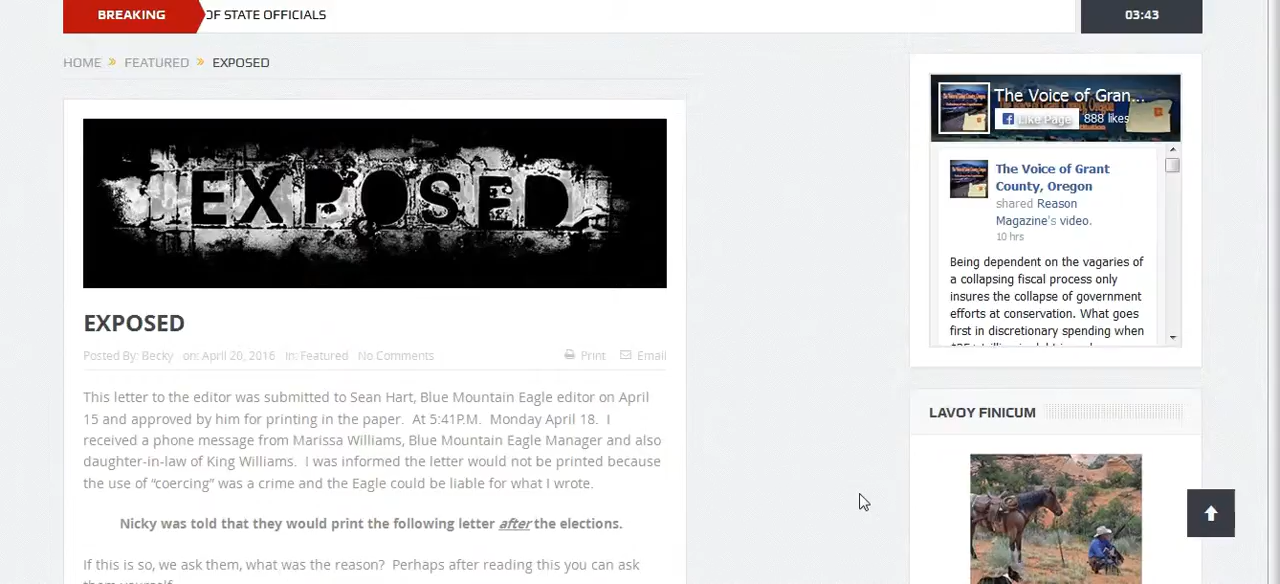 BREAKING
OF STATE OFFICIALS
03:43
HOME » FEATURED » EXPOSED
EXPOSED
EXPOSED
Posted By: Becky on: April 20, 2016 In: Featured No Comments Print Email
This letter to the editor was submitted to Sean Hart, Blue Mountain Eagle editor on April
15 and approved by him for printing in the paper. At 5:41P.M. Monday April 18. I
received a phone message from Marissa Williams, Blue Mountain Eagle Manager and also
daughter-in-law of King Williams. I was informed the letter would not be printed because
the use of “coercing” was a crime and the Eagle could be liable for what I wrote.
Nicky was told that they would print the following letter after the elections.
If this is so, we ask them, what was the reason? Perhaps after reading this you can ask
The Voice of Gran...
Like Page
888 likes
The Voice of Grant
County, Oregon
shared Reason
Magazine's video.
10 hrs
Being dependent on the vagaries of
a collapsing fiscal process only
insures the collapse of government
efforts at conservation. What goes
first in discretionary spending when
LAVOY FINICUM